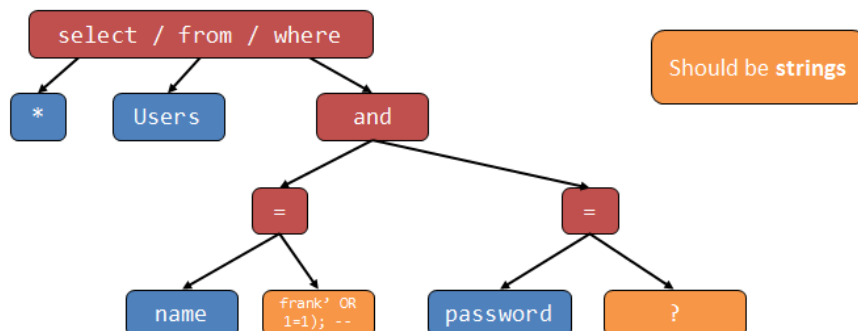 select / from / where
Should be strings
*
Users
and
=
=
name
frank’ OR
1=1); --
password
?